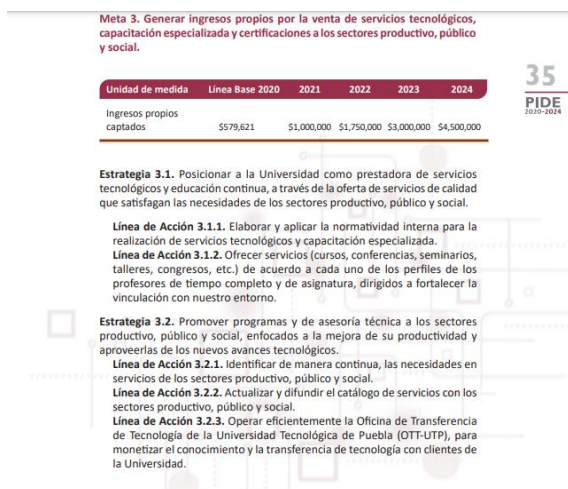 Meta 3. Generar ingresos propios por la venta de servicios tecnológicos,
capacitación especializada y certificaciones a los sectores productivo, público
y social.
35
PIDE
2020-2024
Unidad de medida Línea Base 2020 2021 2022 2023 2024
Ingresos propios
captados $579,621 $1,000,000 $1,750,000 $3,000,000 $4,500,000
Estrategia 3.1. Posicionar a la Universidad como prestadora de servicios
tecnológicos y educación continua, a través de la oferta de servicios de calidad
que satisfagan las necesidades de los sectores productivo, público y social.
Línea de Acción 3.1.1. Elaborar y aplicar la normatividad interna para la
realización de servicios tecnológicos y capacitación especializada.
Línea de Acción 3.1.2. Ofrecer servicios (cursos, conferencias, seminarios,
talleres, congresos, etc.) de acuerdo a cada uno de los perfiles de los
profesores de tiempo completo y de asignatura, dirigidos a fortalecer la
vinculación con nuestro entorno.
Estrategia 3.2. Promover programas y de asesoría técnica a los sectores
productivo, público y social, enfocados a la mejora de su productividad y
aproveerlas de los nuevos avances tecnológicos.
Línea de Acción 3.2.1. Identificar de manera continua, las necesidades en
servicios de los sectores productivo, público y social.
Línea de Acción 3.2.2. Actualizar y difundir el catálogo de servicios con los
sectores productivo, público y social.
Línea de Acción 3.2.3. Operar eficientemente la Oficina de Transferencia
de Tecnología de la Universidad Tecnológica de Puebla (OTT-UTP), para
monetizar el conocimiento y la transferencia de tecnología con clientes de
la Universidad.